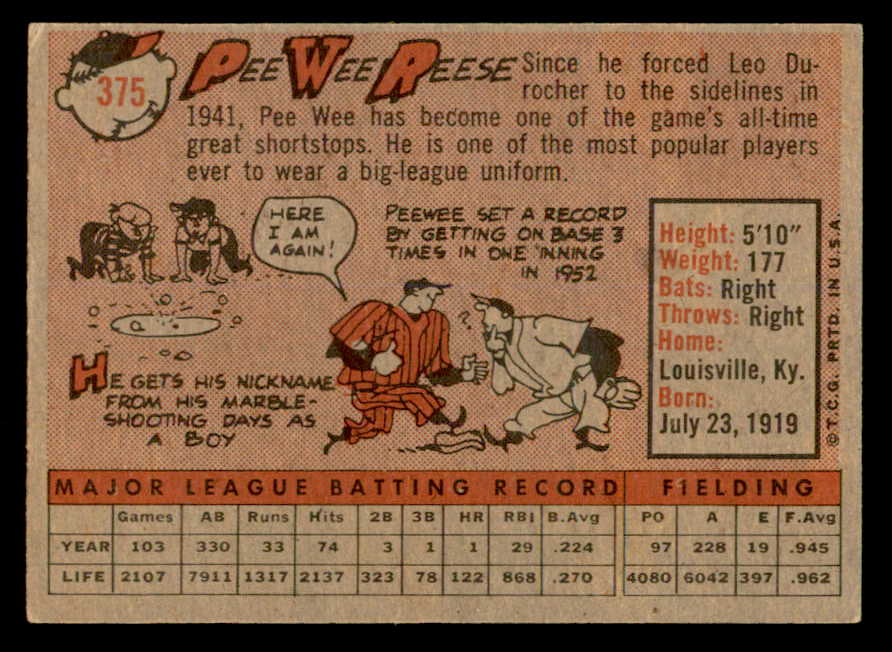 375
PEE WEE REESE
Since he forced Leo Du-
rocher to the sidelines in
1941, Pee Wee has become one of the game's all-time
great shortstops. He is one of the most popular players
ever to wear a big-league uniform.
HERE
I AM
AGAIN!
PEEWEE SET A RECORD
BY GETTING ON BASE 3
TIMES IN ONE INNING
IN 1952
HE GETS HIS NICKNAME
FROM HIS MARBLE-
SHOOTING DAYS AS
A BOY
?
Height: 5'10"
Weight: 177
Bats: Right
Throws: Right
Home:
Louisville, Ky.
Born:
July 23, 1919
©T.C.G. PRTD. IN U.S.A.
MAJOR LEAGUE BATTING RECORD FIELDING
Games AB Runs Hits 2B 3B HR RBI B.Avg PO A E F.Avg
YEAR 103 330 33 74 3 1 1 29 .224 97 228 19 .945
LIFE 2107 7911 1317 2137 323 78 122 868 .270 4080 6042 397 .962